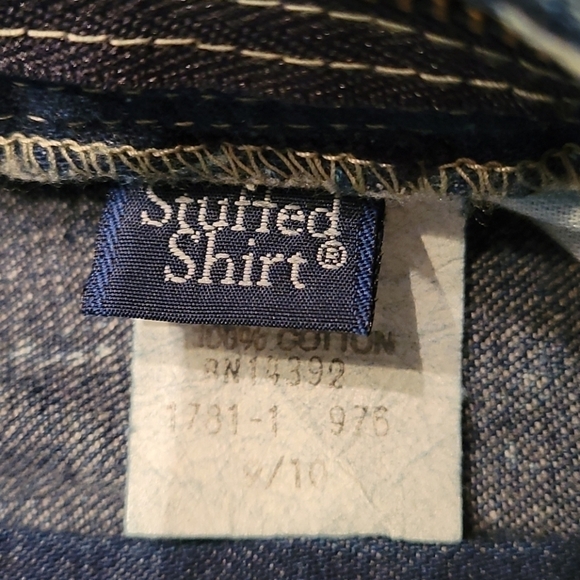 Stuffed
Shirt®
100% COTTON
RN14392
1781-1 976
/10